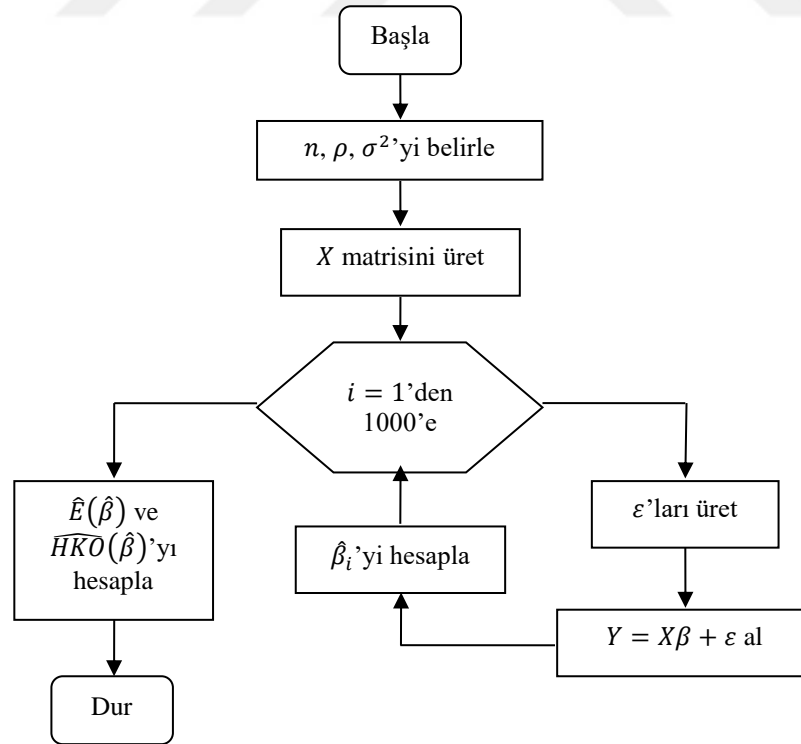 Başla
n, ρ, σ²’yi belirle
X matrisini üret
i = 1’den
1000’e
Ê(β̂) ve
\widehat{HKO}(β̂)’yı
hesapla
β̂ᵢ’yi hesapla
ε’ları üret
Y = Xβ + ε al
Dur